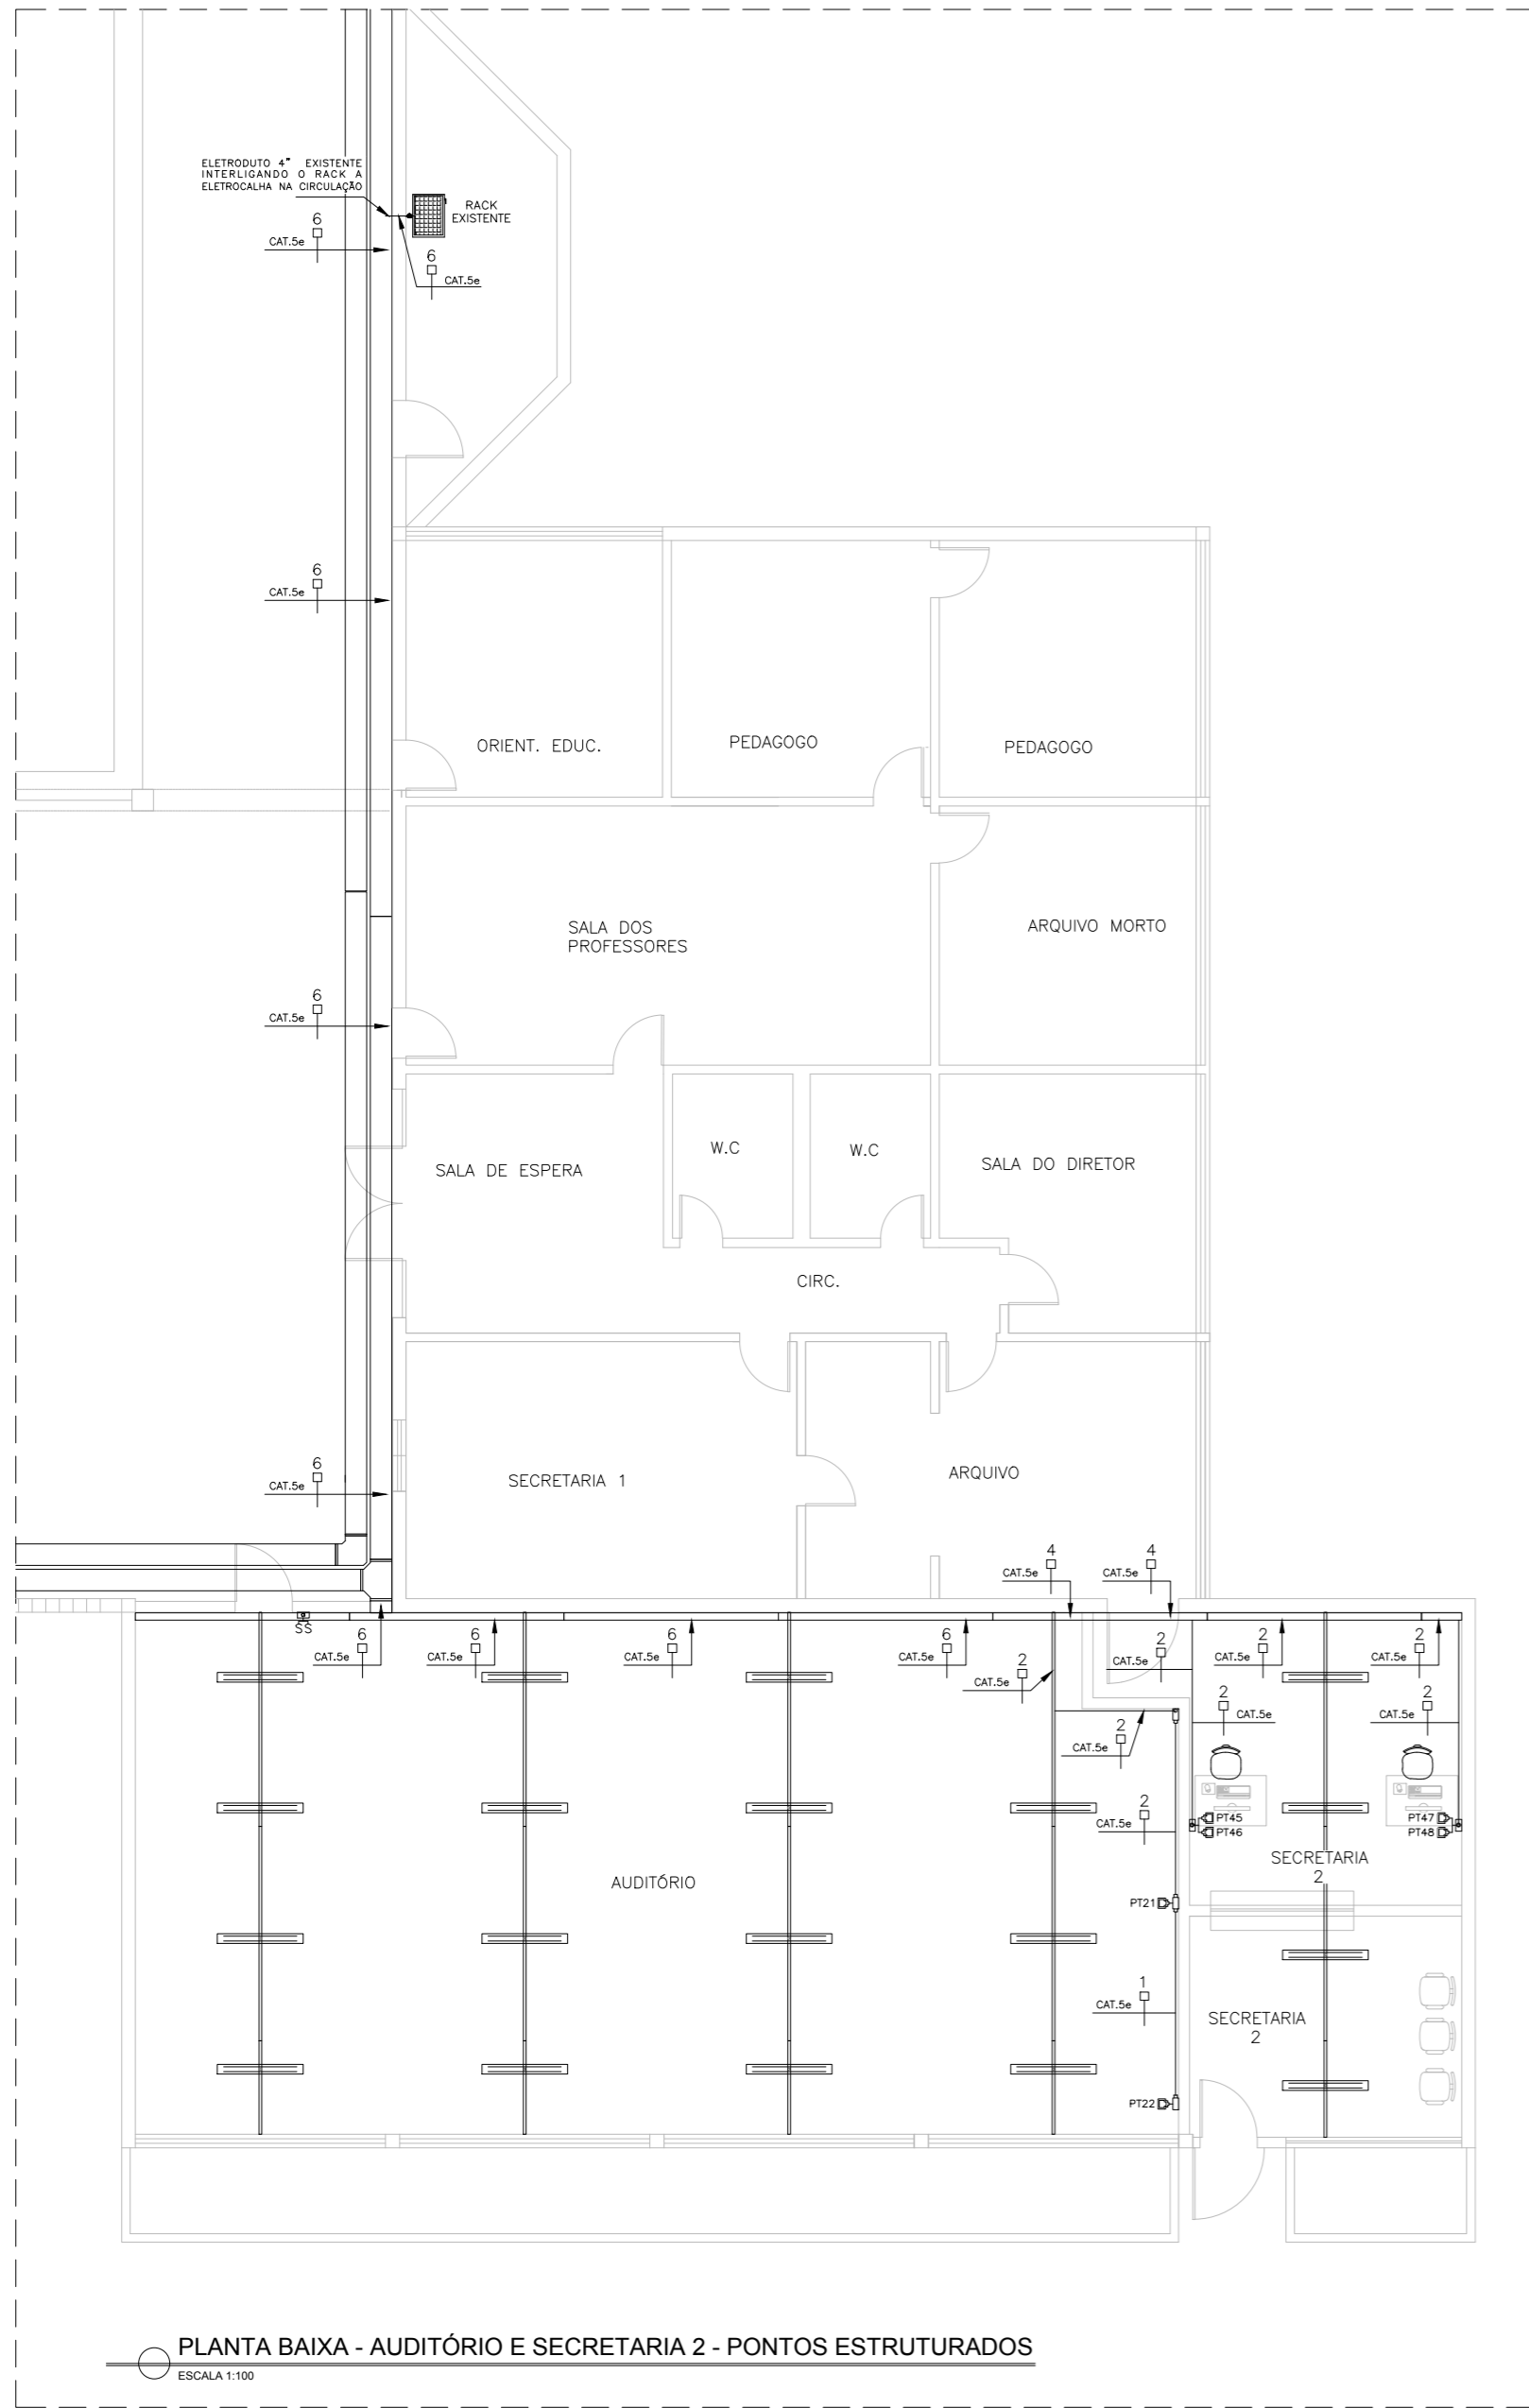 ELETRODUTO 4" EXISTENTE
INTERLIGANDO O RACK A
ELETROCALHA NA CIRCULAÇÃO
RACK
EXISTENTE
6
CAT.5e
6
CAT.5e
6
CAT.5e
ORIENT. EDUC.
PEDAGOGO
PEDAGOGO
SALA DOS
PROFESSORES
ARQUIVO MORTO
6
CAT.5e
SALA DE ESPERA
W.C
W.C
SALA DO DIRETOR
CIRC.
6
CAT.5e
SECRETARIA 1
ARQUIVO
4
CAT.5e
4
CAT.5e
SS
6
CAT.5e
6
CAT.5e
6
CAT.5e
6
CAT.5e
2
CAT.5e
2
CAT.5e
2
CAT.5e
2
CAT.5e
2
CAT.5e
2
CAT.5e
2
CAT.5e
2
CAT.5e
PT45
PT46
PT47
PT48
SECRETARIA
2
AUDITÓRIO
PT21
1
CAT.5e
SECRETARIA
2
PT22
PLANTA BAIXA - AUDITÓRIO E SECRETARIA 2 - PONTOS ESTRUTURADOS
ESCALA 1:100